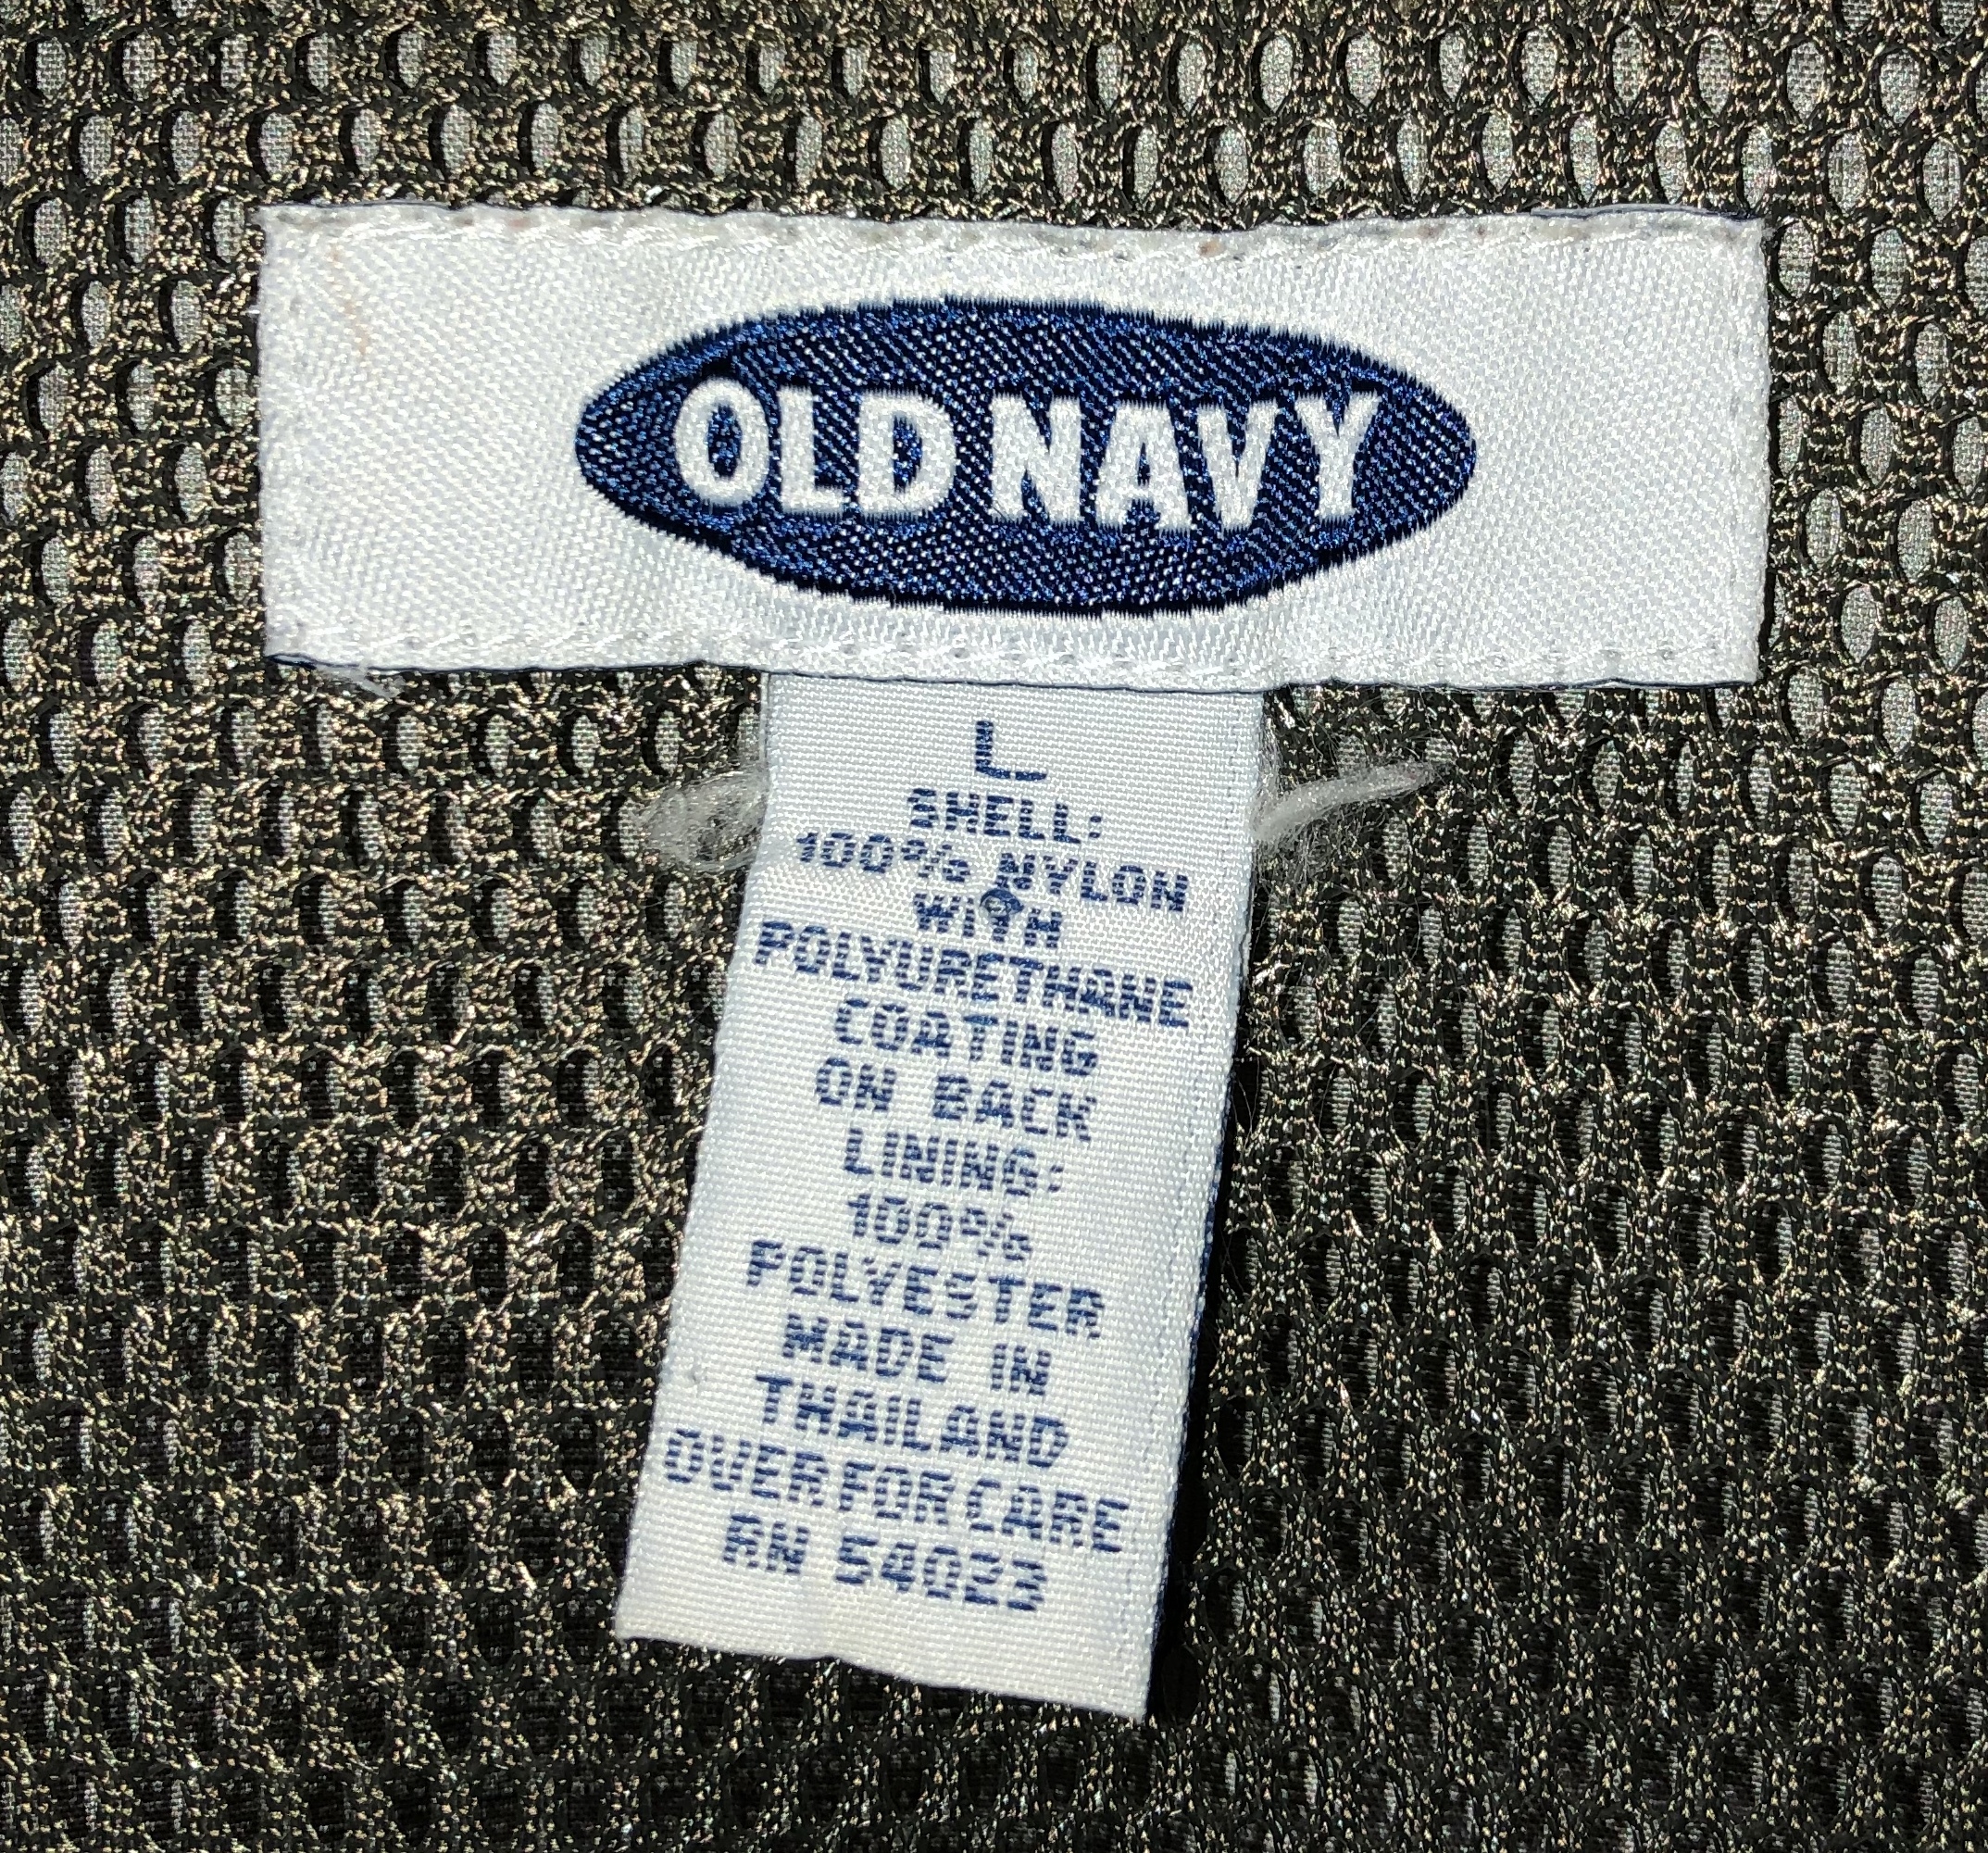 OLD NAVY
L
SHELL:
100% NYLON
WITH
POLYURETHANE
COATING
ON BACK
LINING:
100%
POLYESTER
MADE IN
THAILAND
OVER FOR CARE
RN 54023